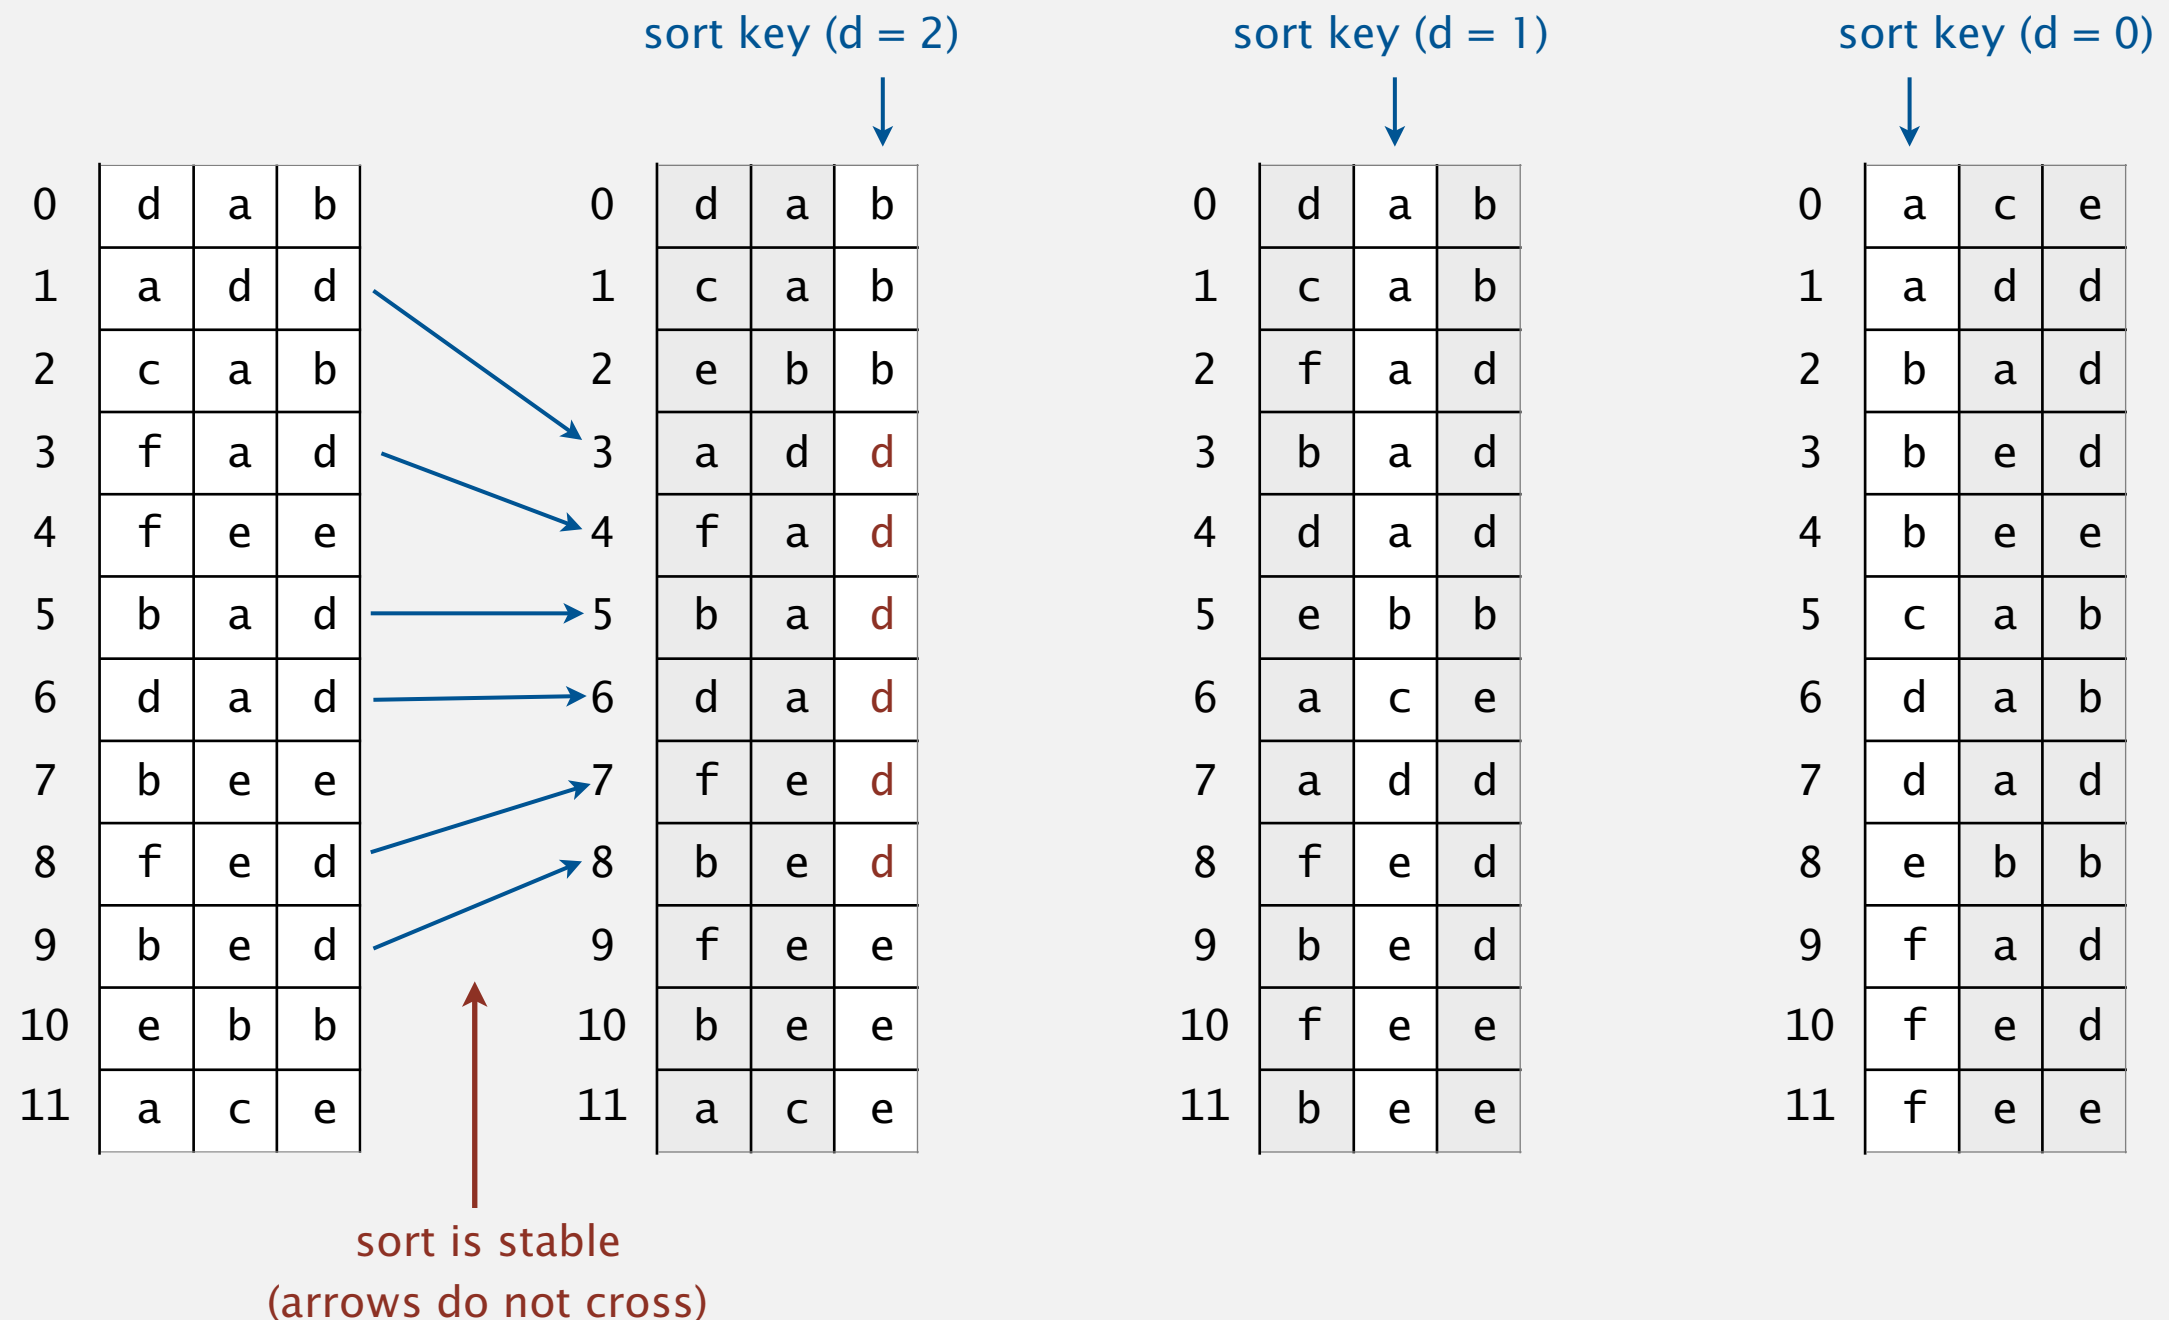 sort key (d = 2) sort key (d = 1) sort key (d = 0)
0 d a b 0 d a b 0 d a b 0 a c e
1 a d d 1 c a b 1 c a b 1 a d d
2 c a b 2 e b b 2 f a d 2 b a d
3 f a d 3 a d d 3 b a d 3 b e d
4 f e e 4 f a d 4 d a d 4 b e e
5 b a d 5 b a d 5 e b b 5 c a b
6 d a d 6 d a d 6 a c e 6 d a b
7 b e e 7 f e d 7 a d d 7 d a d
8 f e d 8 b e d 8 f e d 8 e b b
9 b e d 9 f e e 9 b e d 9 f a d
10 e b b 10 b e e 10 f e e 10 f e d
11 a c e 11 a c e 11 b e e 11 f e e
sort is stable
(arrows do not cross)